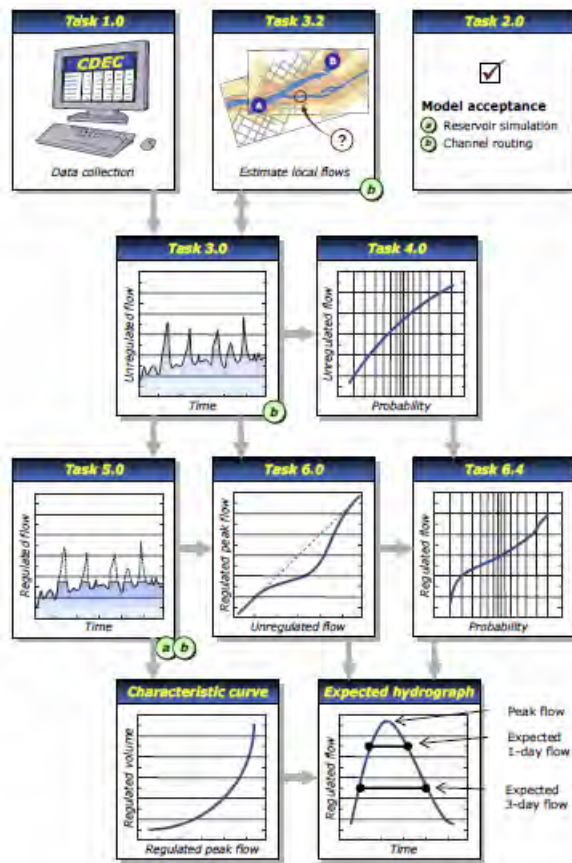 Task 1.0
CDEC
Data collection
Task 3.2
A
B
?
Estimate local flows
b
Task 2.0
Model acceptance
a Reservoir simulation
b Channel routing
Task 3.0
Unregulated flow
Time
b
Task 4.0
Unregulated flow
Probability
Task 5.0
Regulated flow
Time
a b
Task 6.0
Regulated peak flow
Unregulated flow
Task 6.4
Regulated flow
Probability
Characteristic curve
Regulated volume
Regulated peak flow
Expected hydrograph
Regulated flow
Time
Peak flow
Expected
1-day flow
Expected
3-day flow